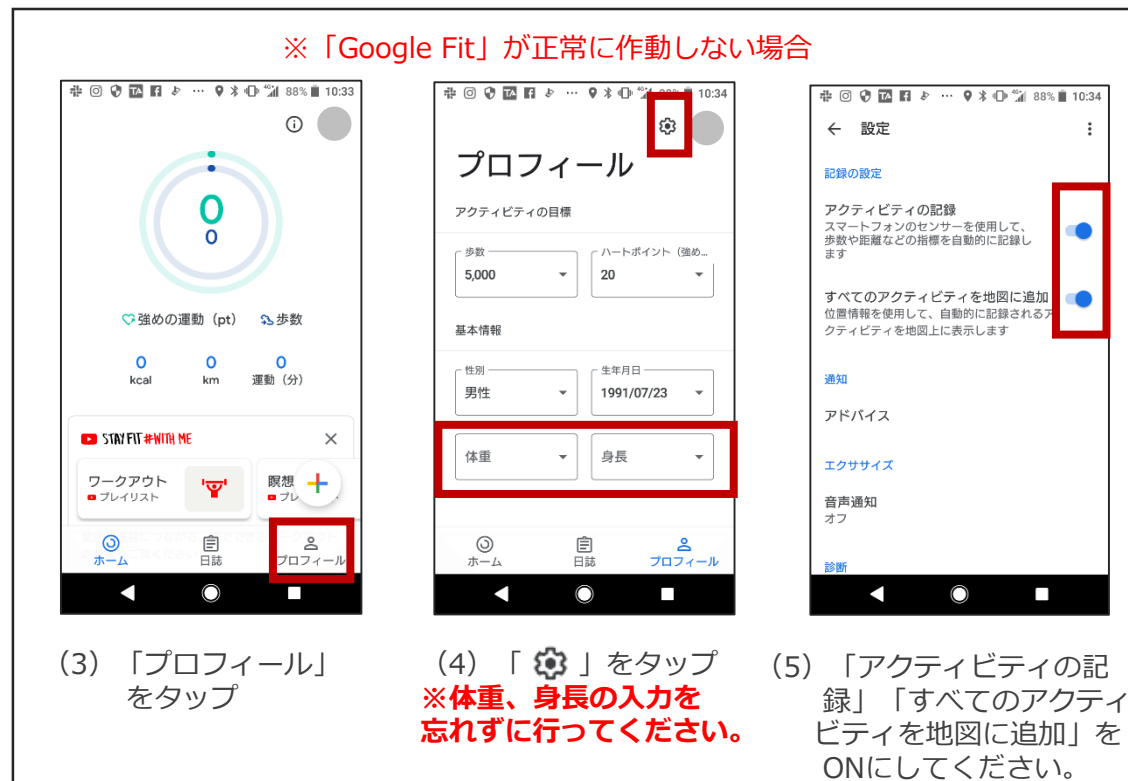 ※「Google Fit」が正常に作動しない場合
88% 10:33
0
0
強めの運動（pt） 歩数
0 0 0
kcal km 運動（分）
STAY FIT #WITH ME
ワークアウト
プレイリスト
瞑想
プレ
ホーム 日誌 プロフィール
（3）「プロフィール」
をタップ
10:34
プロフィール
アクティビティの目標
歩数 ハートポイント（強め...
5,000 20
基本情報
性別 生年月日
男性 1991/07/23
体重 身長
ホーム 日誌 プロフィール
（4）「 」をタップ
※体重、身長の入力を
忘れずに行ってください。
88% 10:34
設定
記録の設定
アクティビティの記録
スマートフォンのセンサーを使用して、
歩数や距離などの指標を自動的に記録し
ます
すべてのアクティビティを地図に追加
位置情報を使用して、自動的に記録されるア
クティビティを地図上に表示します
通知
アドバイス
エクササイズ
音声通知
オフ
診断
（5）「アクティビティの記
録」「すべてのアクティ
ビティを地図に追加」を
ONにしてください。